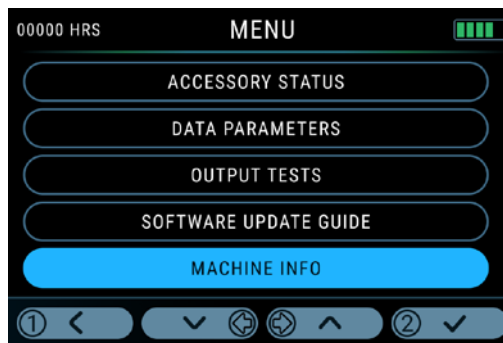 00000 HRS
MENU
ACCESSORY STATUS
DATA PARAMETERS
OUTPUT TESTS
SOFTWARE UPDATE GUIDE
MACHINE INFO
1
2